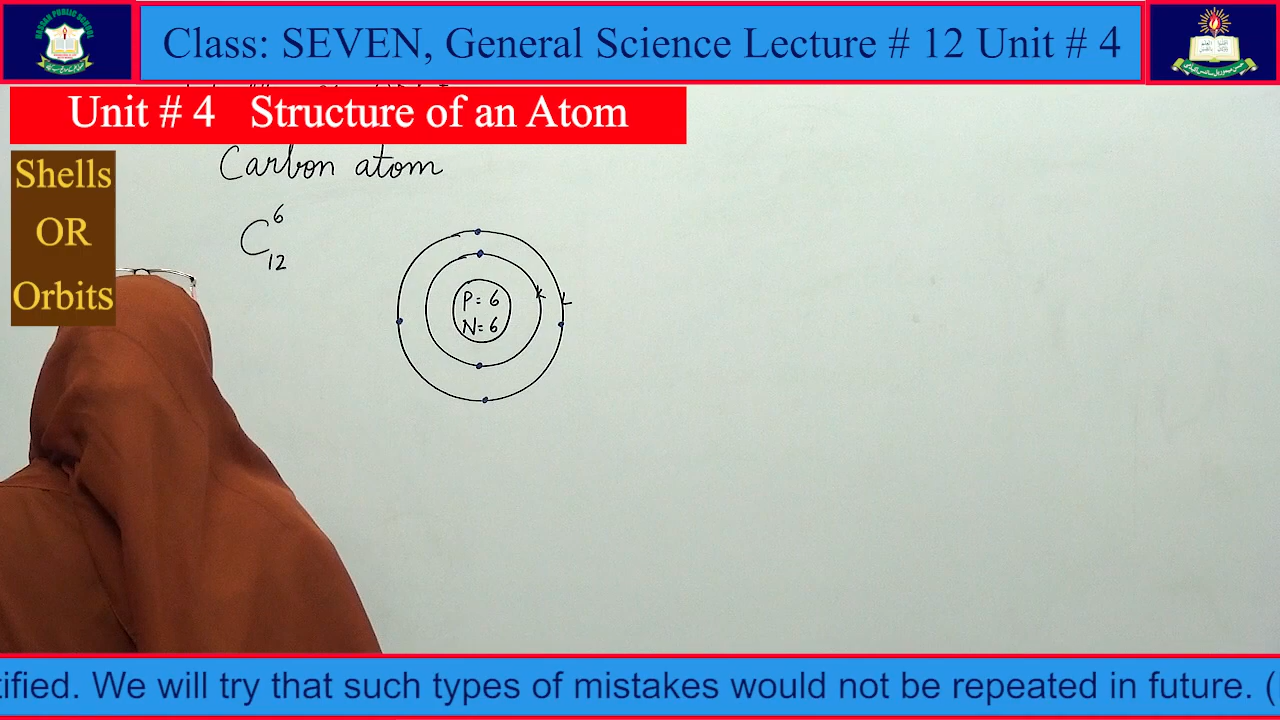 Class: SEVEN, General Science Lecture # 12 Unit # 4
Unit # 4 Structure of an Atom
Shells
OR
Orbits
Carbon atom
C 6
12
P= 6
N= 6
K
L
tified. We will try that such types of mistakes would not be repeated in future. (